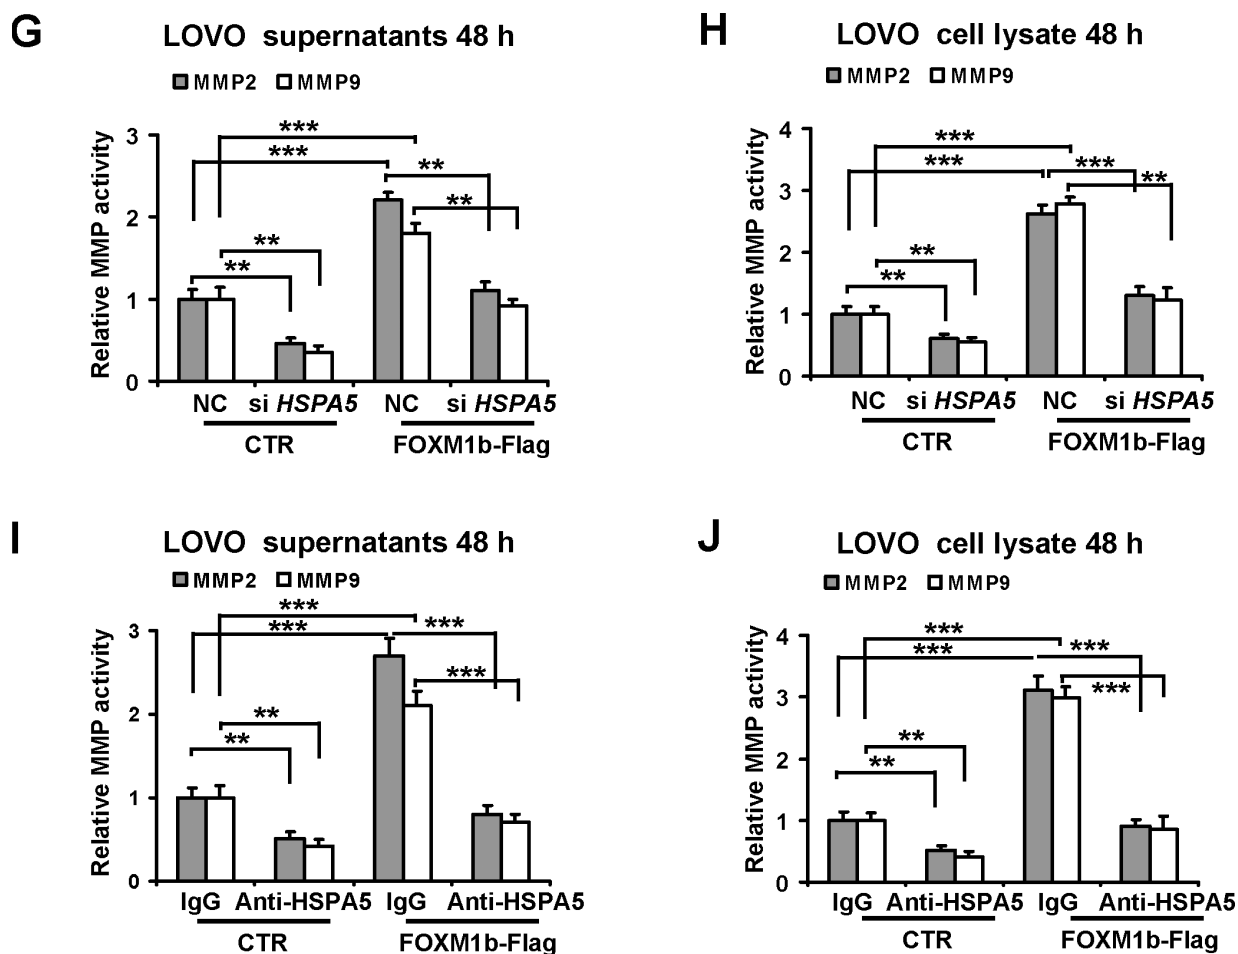 G
LOVO supernatants 48 h
MMP2 MMP9
Relative MMP activity
3
2
1
0
*** 
***
**
**
**
**
NC si HSPA5 NC si HSPA5
CTR FOXM1b-Flag
H
LOVO cell lysate 48 h
MMP2 MMP9
Relative MMP activity
4
3
2
1
0
***
***
***
**
**
**
NC si HSPA5 NC si HSPA5
CTR FOXM1b-Flag
I
LOVO supernatants 48 h
MMP2 MMP9
Relative MMP activity
3
2
1
0
***
***
***
***
**
**
IgG Anti-HSPA5 IgG Anti-HSPA5
CTR FOXM1b-Flag
J
LOVO cell lysate 48 h
MMP2 MMP9
Relative MMP activity
4
3
2
1
0
***
***
***
***
**
**
IgG Anti-HSPA5 IgG Anti-HSPA5
CTR FOXM1b-Flag